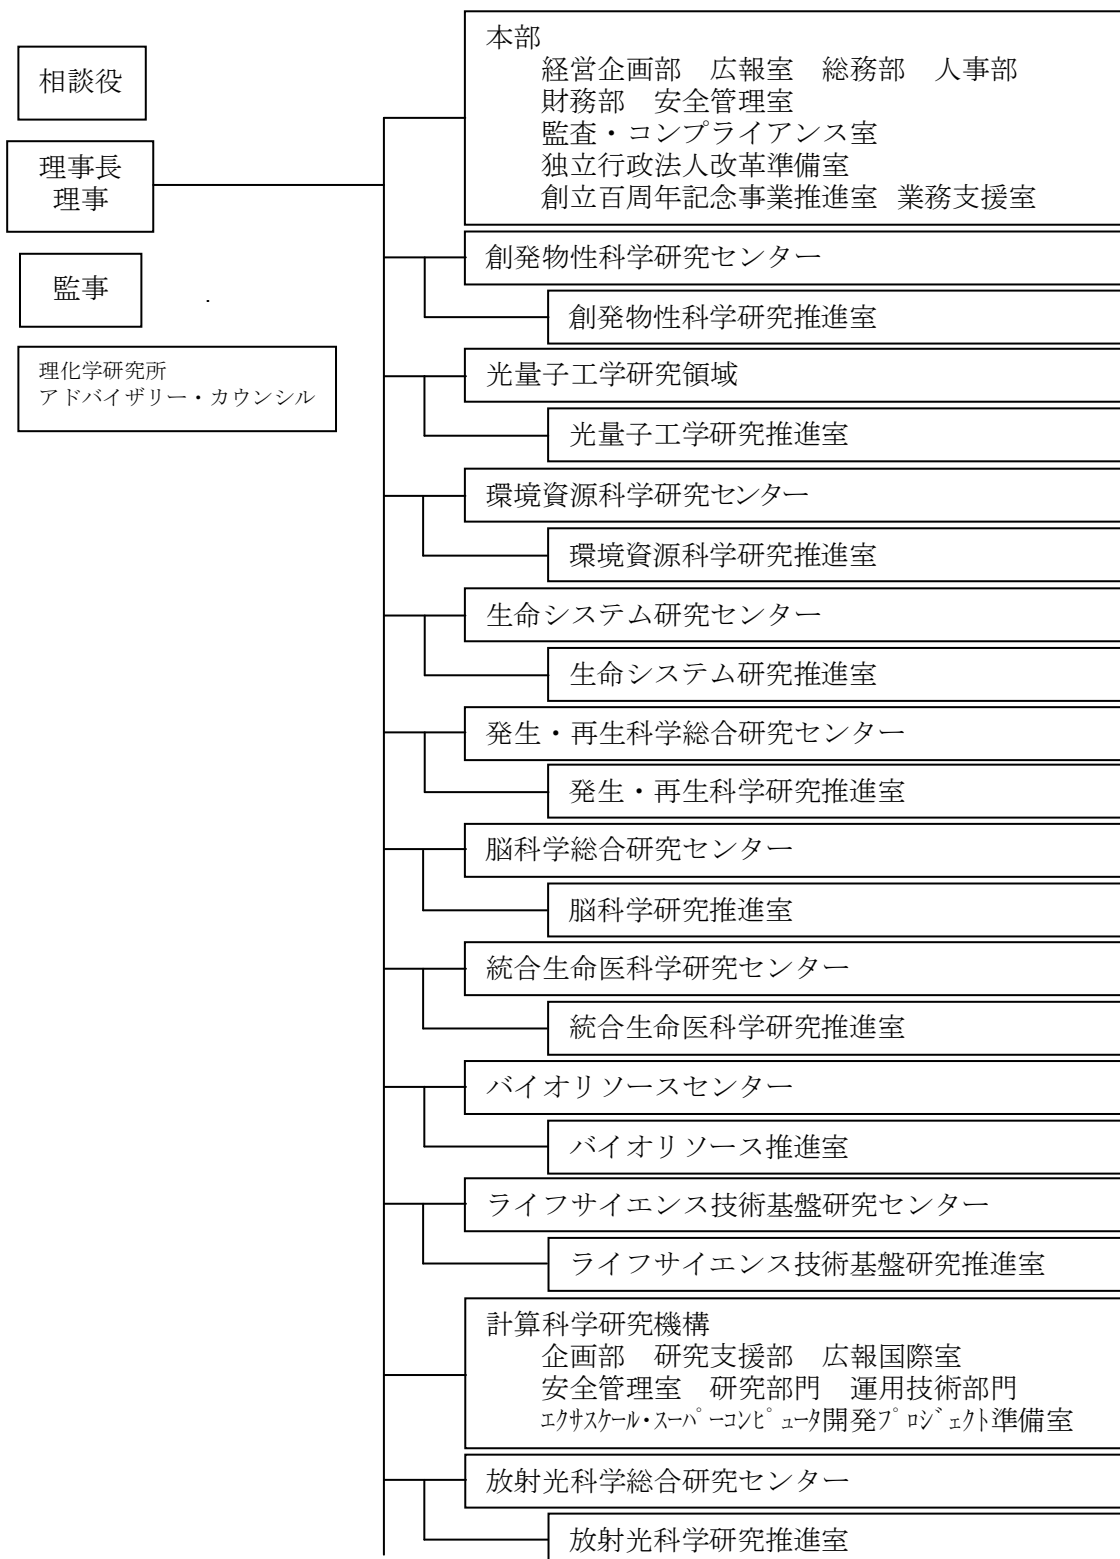 相談役
理事長
理事
監事
理化学研究所
アドバイザリー・カウンシル
本部
経営企画部 広報室 総務部 人事部
財務部 安全管理室
監査・コンプライアンス室
独立行政法人改革準備室
創立百周年記念事業推進室 業務支援室
創発物性科学研究センター
創発物性科学研究推進室
光量子工学研究領域
光量子工学研究推進室
環境資源科学研究センター
環境資源科学研究推進室
生命システム研究センター
生命システム研究推進室
発生・再生科学総合研究センター
発生・再生科学研究推進室
脳科学総合研究センター
脳科学研究推進室
統合生命医科学研究センター
統合生命医科学研究推進室
バイオリソースセンター
バイオリソース推進室
ライフサイエンス技術基盤研究センター
ライフサイエンス技術基盤研究推進室
計算科学研究機構
企画部 研究支援部 広報国際室
安全管理室 研究部門 運用技術部門
エクサスケール・スーパーコンピュータ開発プロジェクト準備室
放射光科学総合研究センター
放射光科学研究推進室